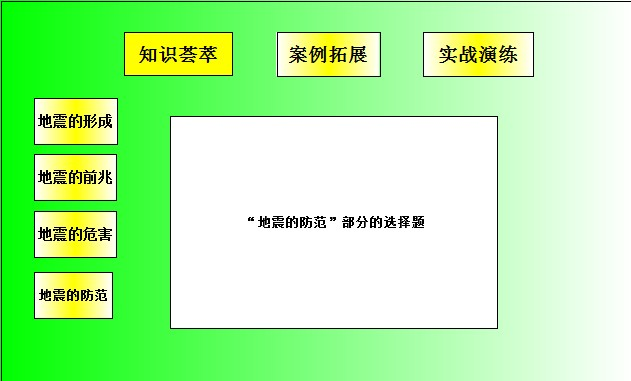 知识荟萃
案例拓展
实战演练
地震的形成
地震的前兆
地震的危害
地震的防范
“地震的防范”部分的选择题